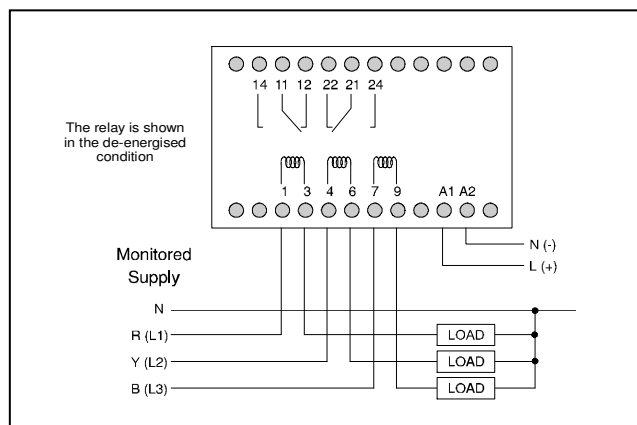 14 11 12 22 21 24
The relay is shown
in the de-energised
condition
1 3 4 6 7 9 A1 A2
N (-)
L (+)
Monitored
Supply
N
R (L1)
LOAD
Y (L2)
LOAD
B (L3)
LOAD